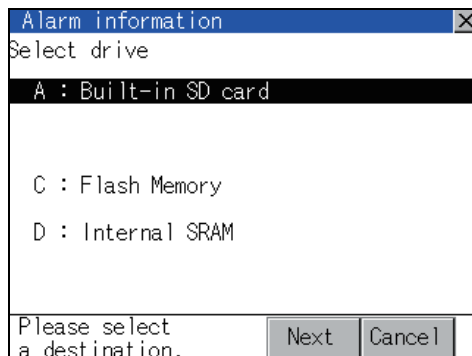 Alarm information
Select drive
A : Built-in SD card
C : Flash Memory
D : Internal SRAM
Please select
a destination.
Next Cancel